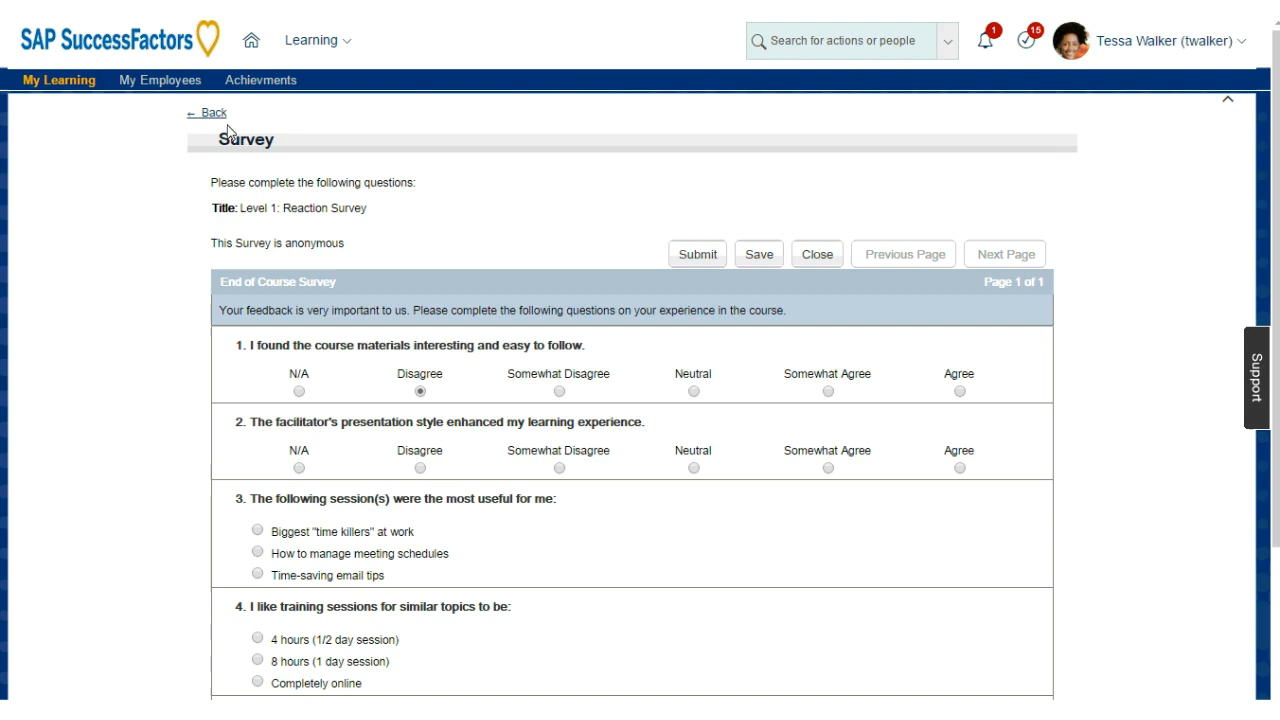 SAP SuccessFactors Learning Search for actions or people 1 15 Tessa Walker (twalker)
My Learning My Employees Achievments
← Back
Survey
Please complete the following questions:
Title: Level 1: Reaction Survey
This Survey is anonymous
Submit Save Close Previous Page Next Page
End of Course Survey Page 1 of 1
Your feedback is very important to us. Please complete the following questions on your experience in the course.
1. I found the course materials interesting and easy to follow.
N/A Disagree Somewhat Disagree Neutral Somewhat Agree Agree
2. The facilitator's presentation style enhanced my learning experience.
N/A Disagree Somewhat Disagree Neutral Somewhat Agree Agree
3. The following session(s) were the most useful for me:
Biggest "time killers" at work
How to manage meeting schedules
Time-saving email tips
4. I like training sessions for similar topics to be:
4 hours (1/2 day session)
8 hours (1 day session)
Completely online
Support